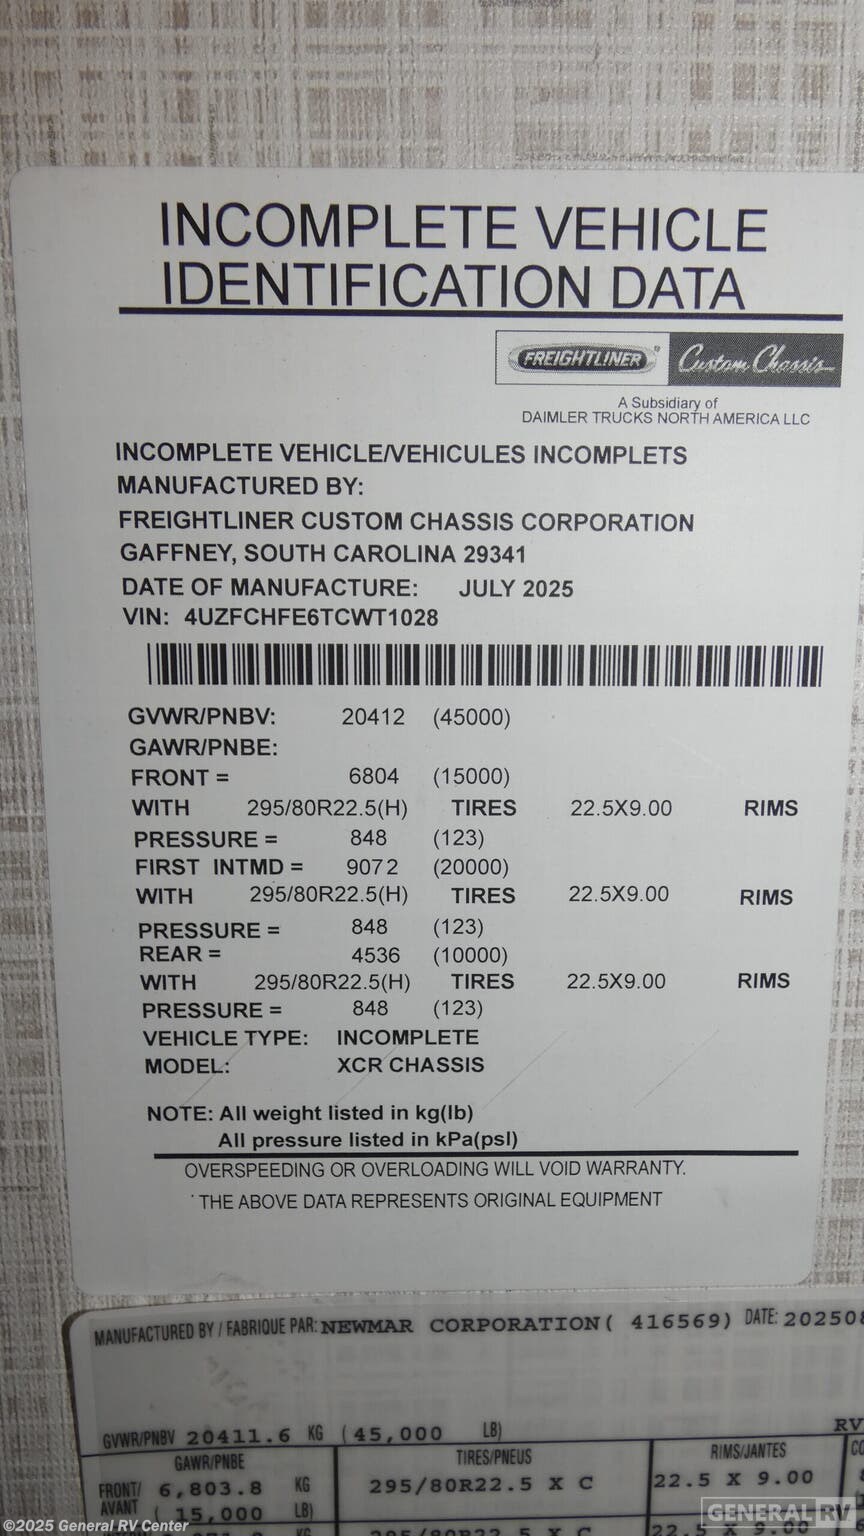 INCOMPLETE VEHICLE
IDENTIFICATION DATA
FREIGHTLINER® Custom Chassis
A Subsidiary of
DAIMLER TRUCKS NORTH AMERICA LLC
INCOMPLETE VEHICLE/VEHICULES INCOMPLETS
MANUFACTURED BY:
FREIGHTLINER CUSTOM CHASSIS CORPORATION
GAFFNEY, SOUTH CAROLINA 29341
DATE OF MANUFACTURE: JULY 2025
VIN: 4UZFCHFE6TCWT1028
GVWR/PNBV: 20412 (45000)
GAWR/PNBE:
FRONT = 6804 (15000)
WITH 295/80R22.5(H) TIRES 22.5X9.00 RIMS
PRESSURE = 848 (123)
FIRST INTMD = 9072 (20000)
WITH 295/80R22.5(H) TIRES 22.5X9.00 RIMS
PRESSURE = 848 (123)
REAR = 4536 (10000)
WITH 295/80R22.5(H) TIRES 22.5X9.00 RIMS
PRESSURE = 848 (123)
VEHICLE TYPE: INCOMPLETE
MODEL: XCR CHASSIS
NOTE: All weight listed in kg(lb)
All pressure listed in kPa(psl)
OVERSPEEDING OR OVERLOADING WILL VOID WARRANTY.
THE ABOVE DATA REPRESENTS ORIGINAL EQUIPMENT
MANUFACTURED BY / FABRIQUE PAR: NEWMAR CORPORATION( 416569) DATE: 20250
GVWR/PNBV 20411.6 KG (45,000 LB) RV
GAWR/PNBE TIRES/PNEUS RIMS/JANTES
FRONT/ 6,803.8 KG 295/80R22.5 X C 22.5 X 9.00
AVANT (15,000 LB)
GENERAL RV
©2025 General RV Center